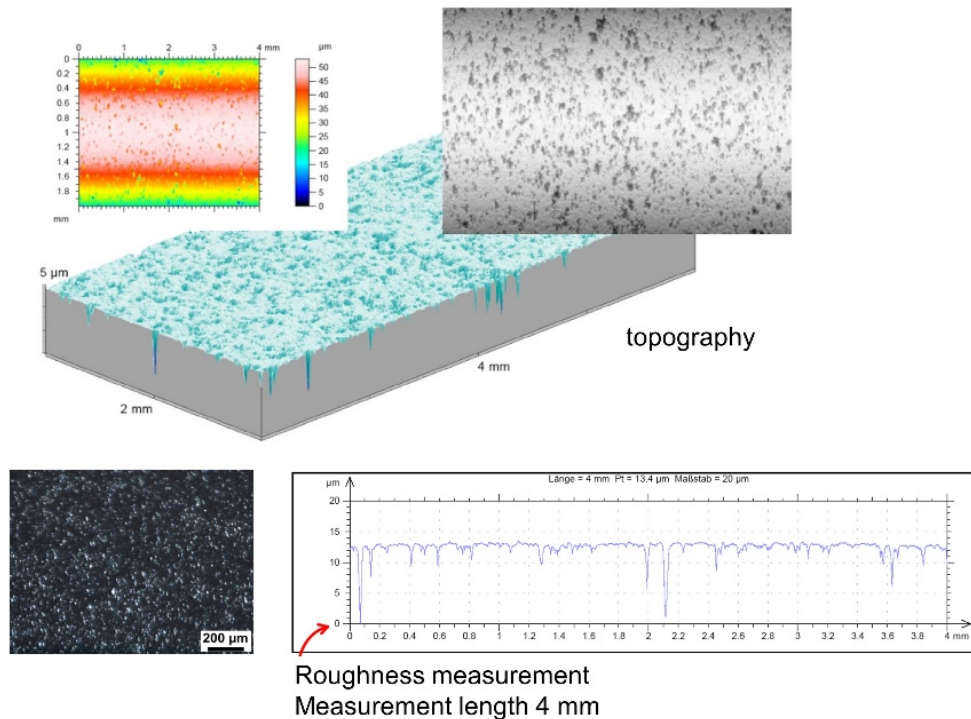 0 1 2 3 4 mm
µm
0
0.2
0.4
0.6
0.8
1
1.2
1.4
1.6
1.8
mm
50
45
40
35
30
25
20
15
10
5
0
5 µm
2 mm
4 mm
topography
200 µm
Länge = 4 mm Pt = 13.4 µm Maßstab = 20 µm
µm
20
15
10
5
0
0 0.2 0.4 0.6 0.8 1 1.2 1.4 1.6 1.8 2 2.2 2.4 2.6 2.8 3 3.2 3.4 3.6 3.8 4 mm
Roughness measurement
Measurement length 4 mm